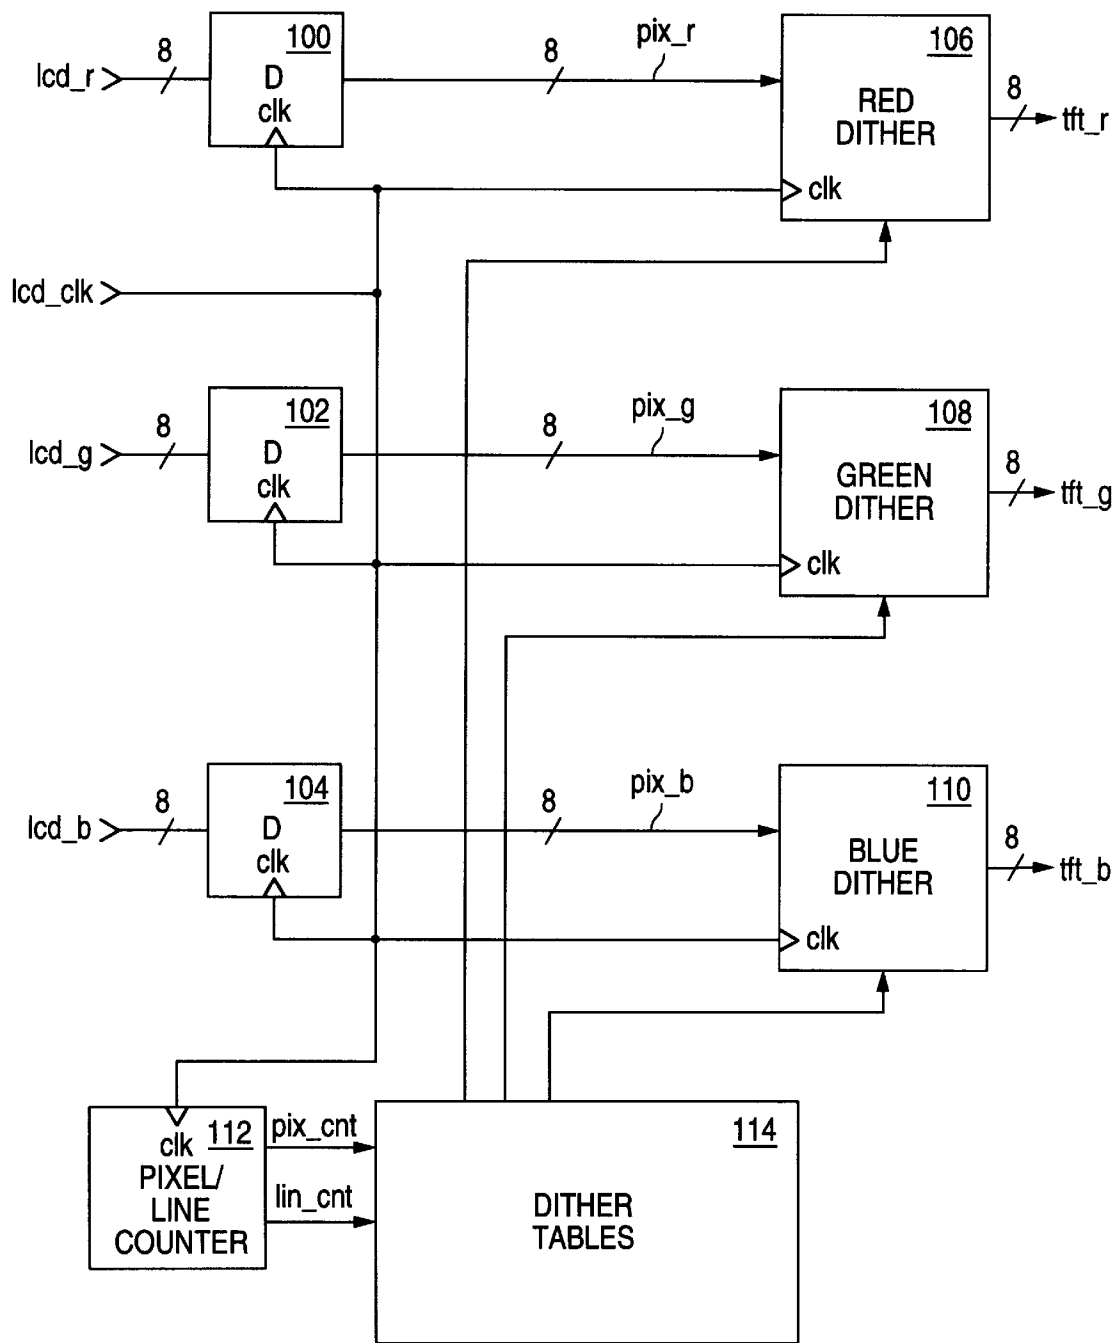 lcd_r
8
100
D
clk
8
pix_r
106
RED
DITHER
clk
8
tft_r
lcd_clk
lcd_g
8
102
D
clk
8
pix_g
108
GREEN
DITHER
clk
8
tft_g
lcd_b
8
104
D
clk
8
pix_b
110
BLUE
DITHER
clk
8
tft_b
clk 112
PIXEL/
LINE
COUNTER
pix_cnt
lin_cnt
114
DITHER
TABLES